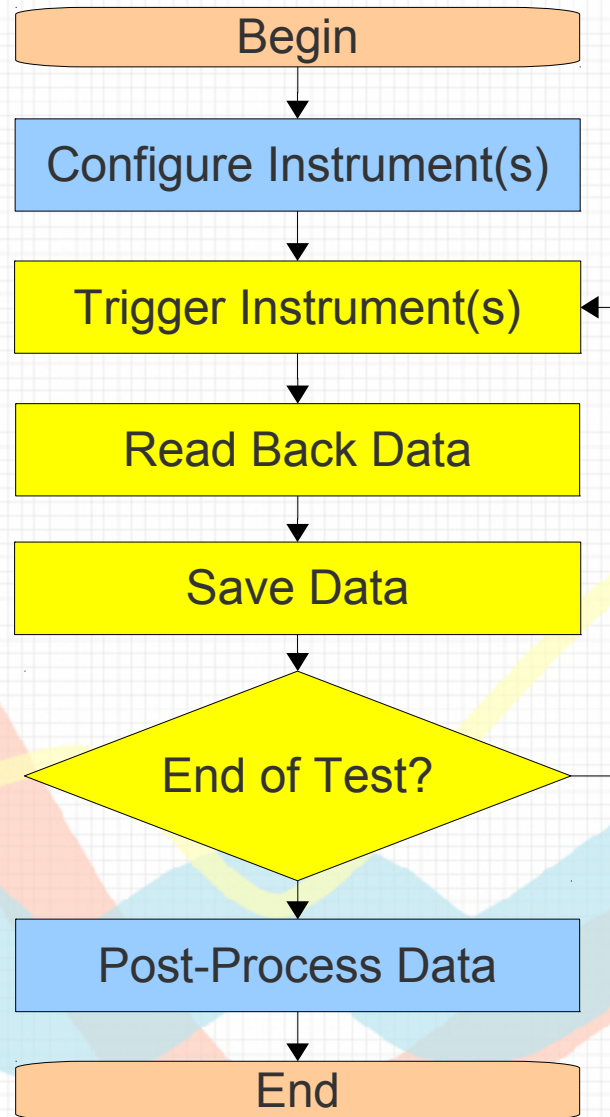 Begin
Configure Instrument(s)
Trigger Instrument(s)
Read Back Data
Save Data
End of Test?
Post-Process Data
End